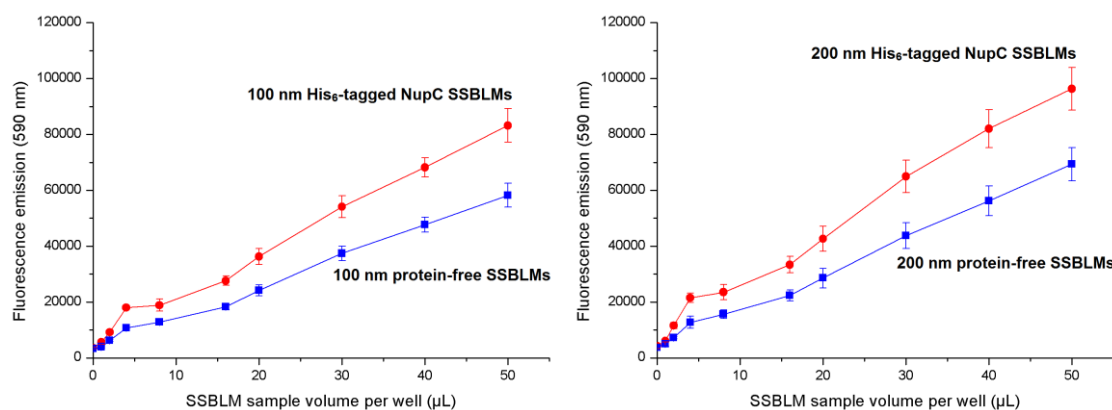 120000
100000
80000
60000
40000
20000
0
Fluorescence emission (590 nm)
100 nm His₆-tagged NupC SSBLMs
100 nm protein-free SSBLMs
0 10 20 30 40 50
SSBLM sample volume per well (µL)
120000
100000
80000
60000
40000
20000
0
Fluorescence emission (590 nm)
200 nm His₆-tagged NupC SSBLMs
200 nm protein-free SSBLMs
0 10 20 30 40 50
SSBLM sample volume per well (µL)